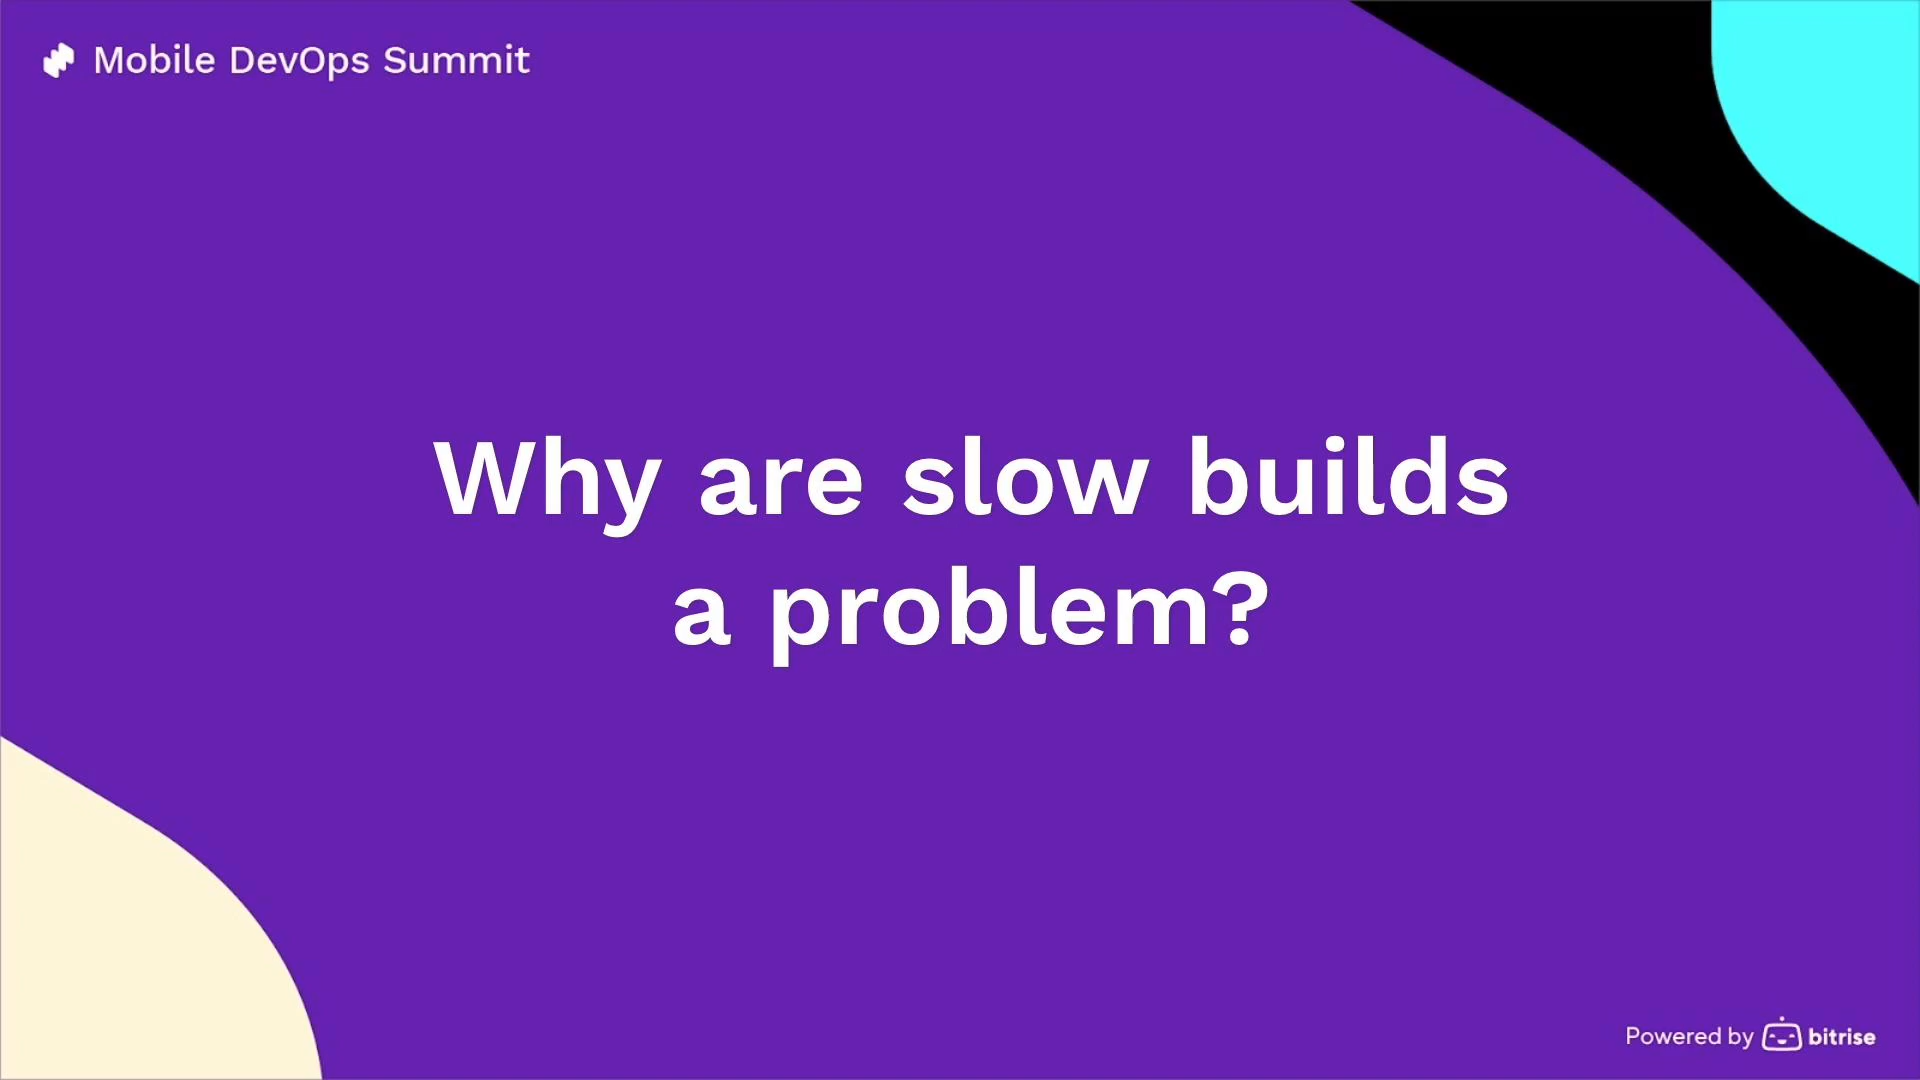 Mobile DevOps Summit
Why are slow builds
a problem?
Powered by bitrise